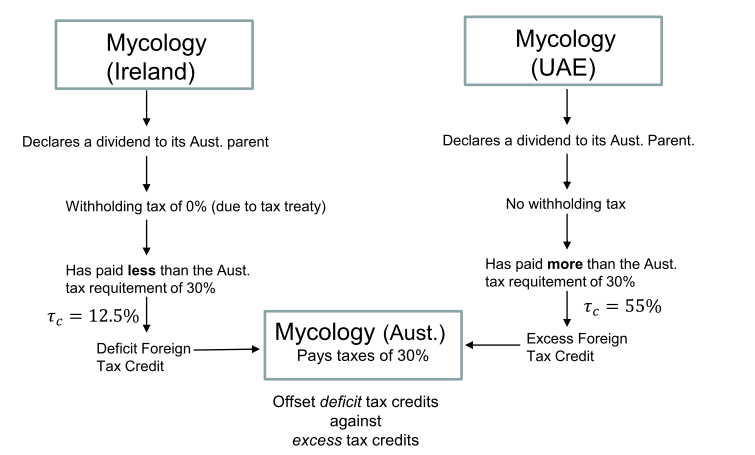 Mycology
(Ireland)
Declares a dividend to its Aust. parent
Withholding tax of 0% (due to tax treaty)
Has paid less than the Aust.
tax requitement of 30%
τc = 12.5%
Deficit Foreign
Tax Credit
Mycology
(UAE)
Declares a dividend to its Aust. Parent.
No withholding tax
Has paid more than the Aust.
tax requitement of 30%
τc = 55%
Excess Foreign
Tax Credit
Mycology (Aust.)
Pays taxes of 30%
Offset deficit tax credits
against
excess tax credits